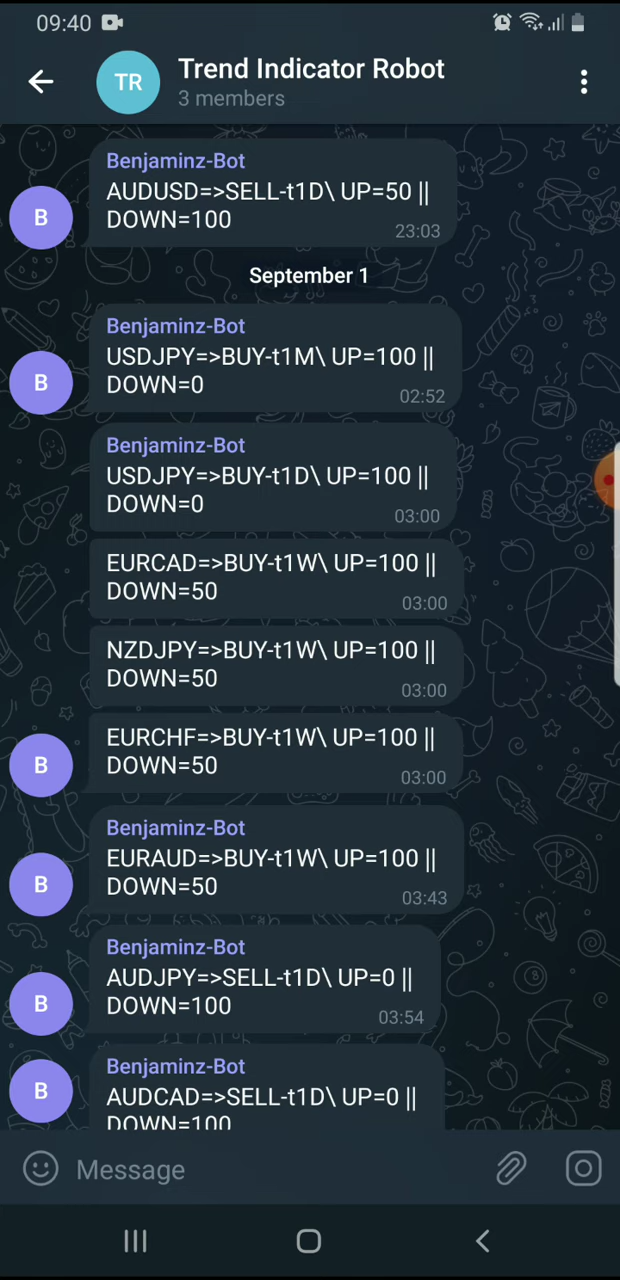 09:40
TR
Trend Indicator Robot
3 members
Benjaminz-Bot
AUDUSD=>SELL-t1D\ UP=50 ||
DOWN=100
23:03
B
September 1
Benjaminz-Bot
USDJPY=>BUY-t1M\ UP=100 ||
DOWN=0
02:52
B
Benjaminz-Bot
USDJPY=>BUY-t1D\ UP=100 ||
DOWN=0
03:00
EURCAD=>BUY-t1W\ UP=100 ||
DOWN=50
03:00
NZDJPY=>BUY-t1W\ UP=100 ||
DOWN=50
03:00
EURCHF=>BUY-t1W\ UP=100 ||
DOWN=50
03:00
B
Benjaminz-Bot
EURAUD=>BUY-t1W\ UP=100 ||
DOWN=50
03:43
B
Benjaminz-Bot
AUDJPY=>SELL-t1D\ UP=0 ||
DOWN=100
03:54
B
Benjaminz-Bot
AUDCAD=>SELL-t1D\ UP=0 ||
DOWN=100
B
Message